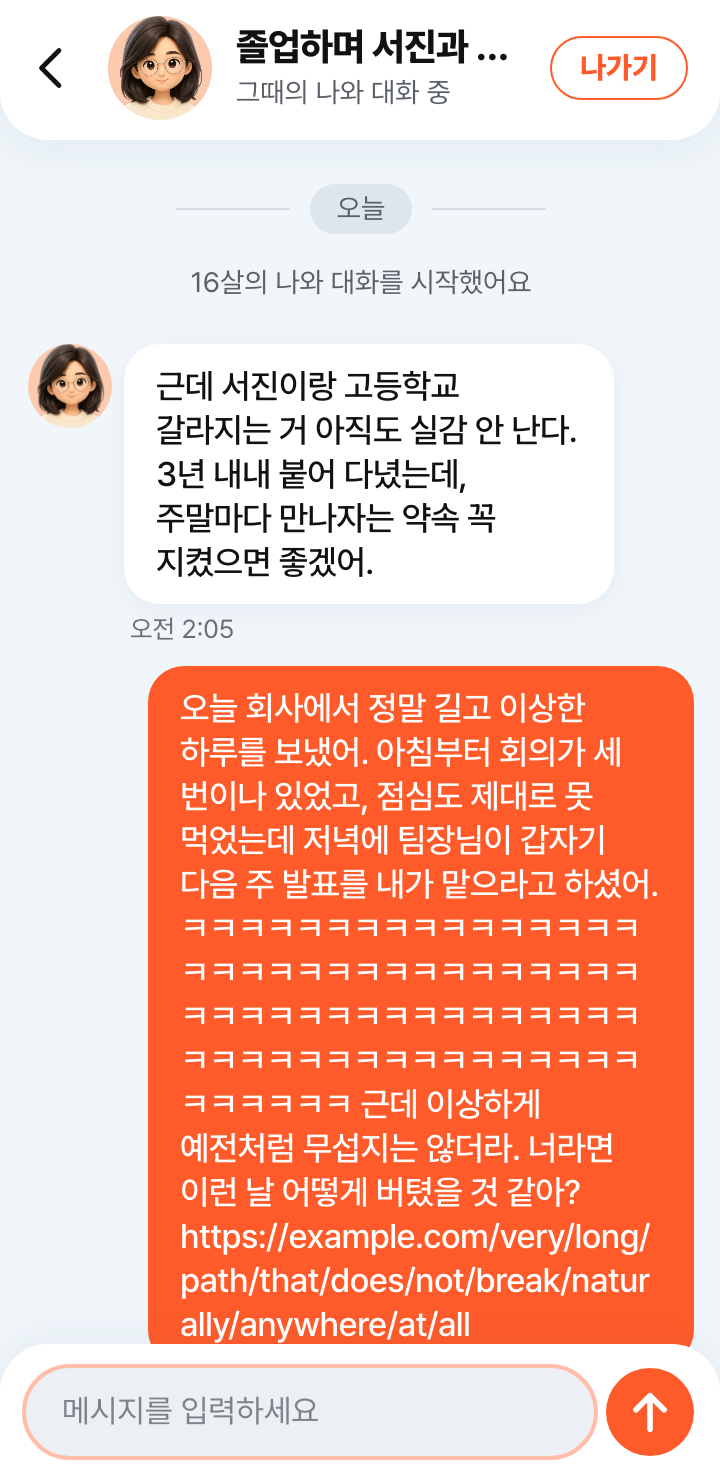 졸업하며 서진과 ...
그때의 나와 대화 중
나가기
오늘
16살의 나와 대화를 시작했어요
근데 서진이랑 고등학교
갈라지는 거 아직도 실감 안 난다.
3년 내내 붙어 다녔는데,
주말마다 만나자는 약속 꼭
지켰으면 좋겠어.
오전 2:05
오늘 회사에서 정말 길고 이상한
하루를 보냈어. 아침부터 회의가 세
번이나 있었고, 점심도 제대로 못
먹었는데 저녁에 팀장님이 갑자기
다음 주 발표를 내가 맡으라고 하셨어.
ㅋㅋㅋㅋㅋㅋㅋㅋㅋㅋㅋㅋㅋㅋㅋㅋ
ㅋㅋㅋㅋㅋㅋㅋㅋㅋㅋㅋㅋㅋㅋㅋㅋ
ㅋㅋㅋㅋㅋㅋㅋㅋㅋㅋㅋㅋㅋㅋㅋㅋ
ㅋㅋㅋㅋㅋㅋㅋㅋㅋㅋㅋㅋㅋㅋㅋㅋ
ㅋㅋㅋㅋㅋㅋ 근데 이상하게
예전처럼 무섭지는 않더라. 너라면
이런 날 어떻게 버텼을 것 같아?
https://example.com/very/long/
path/that/does/not/break/natur
ally/anywhere/at/all
메시지를 입력하세요